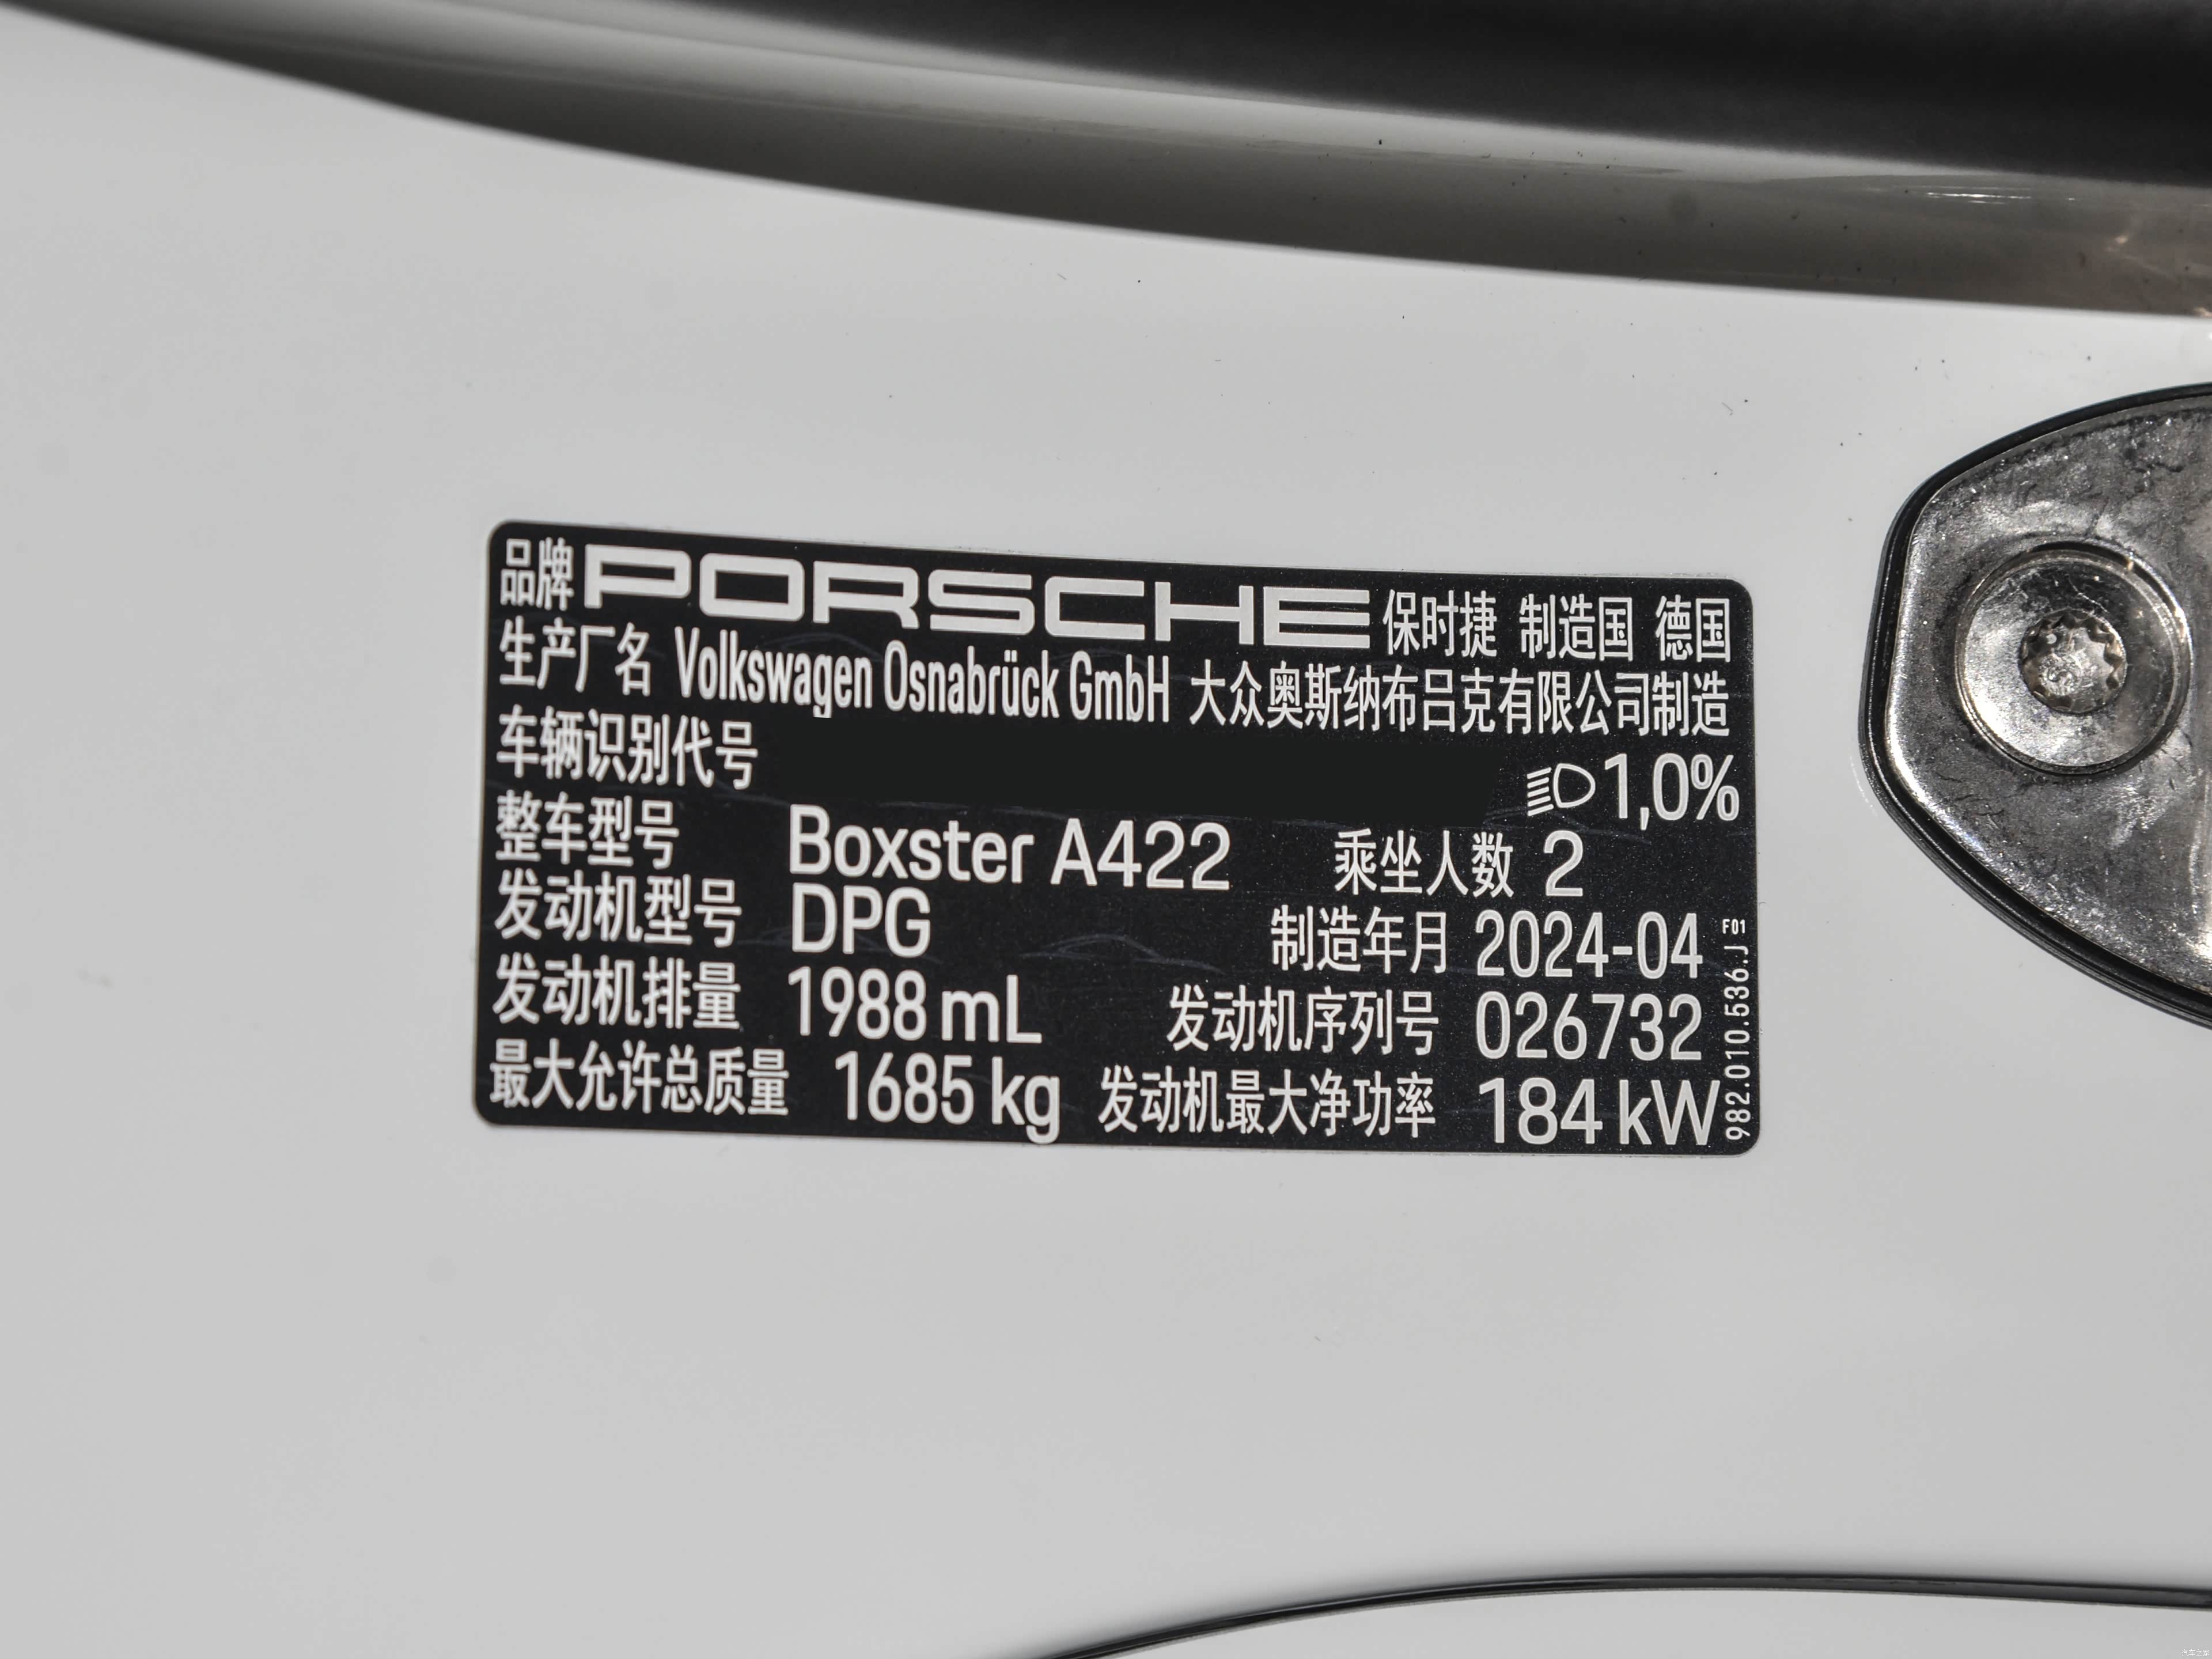 品牌 PORSCHE 保时捷 制造国 德国
生产厂名 Volkswagen Osnabrück GmbH 大众奥斯纳布吕克有限公司制造
车辆识别代号 1,0%
整车型号 Boxster A422 乘坐人数 2
发动机型号 DPG 制造年月 2024-04
发动机排量 1988 mL 发动机序列号 026732
最大允许总质量 1685 kg 发动机最大净功率 184 kW
982.010.536.J F01
汽车之家